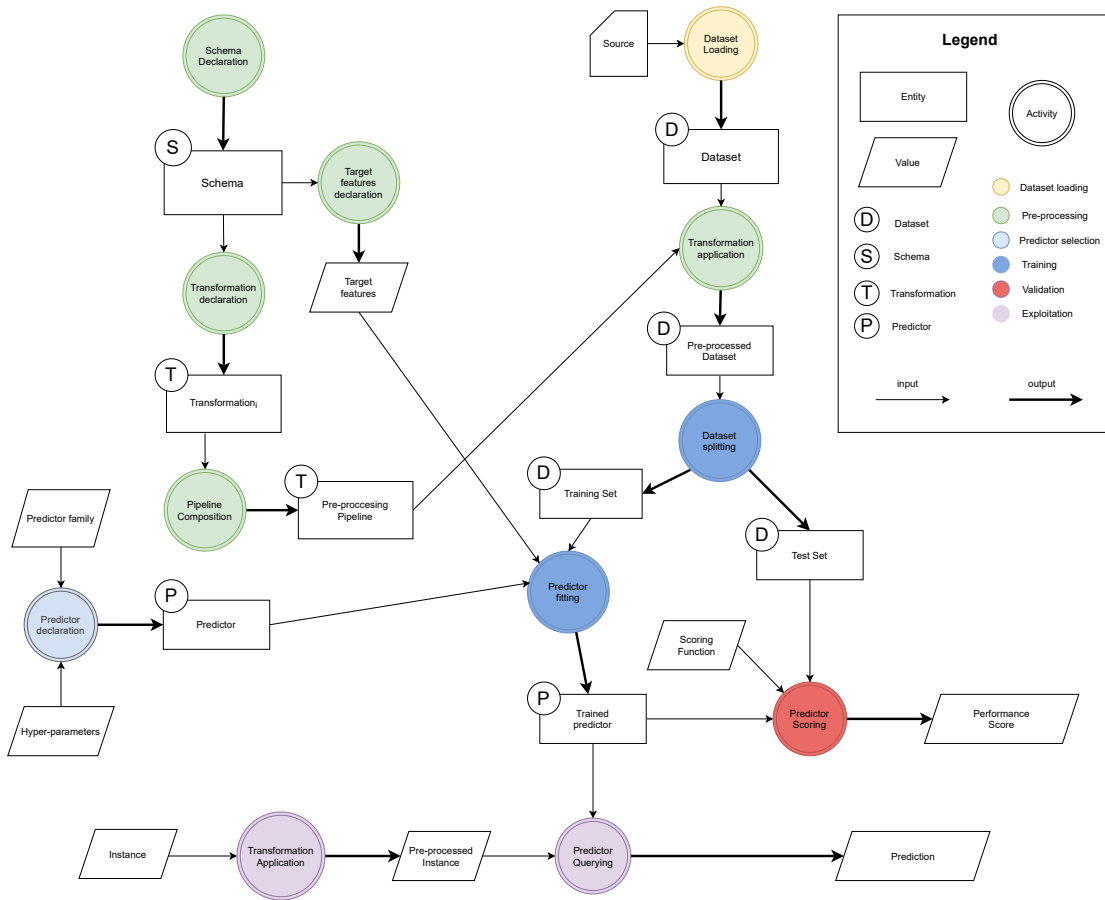 Schema
Declaration
Source
Dataset
Loading
Legend
Entity
Activity
Value
S
Schema
Target
features
declaration
D
Dataset
Dataset loading
D
Dataset
Pre-processing
Predictor selection
S
Schema
Training
T
Transformation
Validation
P
Predictor
Exploitation
input
output
Transformation
declaration
Target
features
Transformation
application
D
Pre-processed
Dataset
T
Transformationi
Dataset
splitting
Pipeline
Composition
T
Pre-proccesing
Pipeline
D
Training Set
D
Test Set
Predictor family
Predictor
declaration
P
Predictor
Predictor
fitting
Hyper-parameters
Scoring
Function
P
Trained
predictor
Predictor
Scoring
Performance
Score
Instance
Transformation
Application
Pre-processed
Instance
Predictor
Querying
Prediction